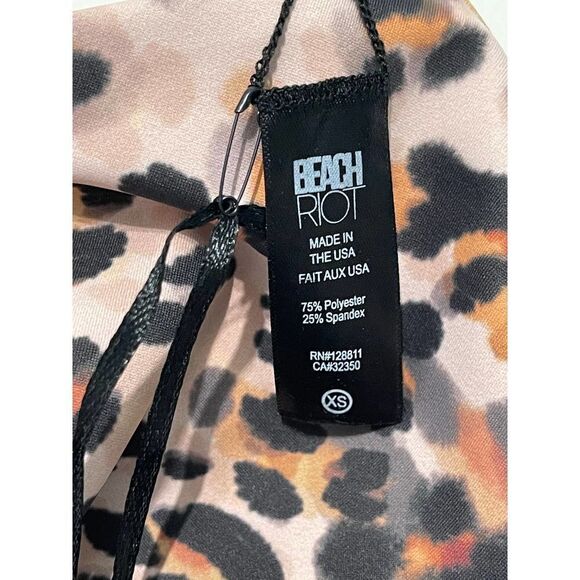 BEACH
RIOT
MADE IN
THE USA
FAIT AUX USA
75% Polyester
25% Spandex
RN#128811
CA#32350
XS